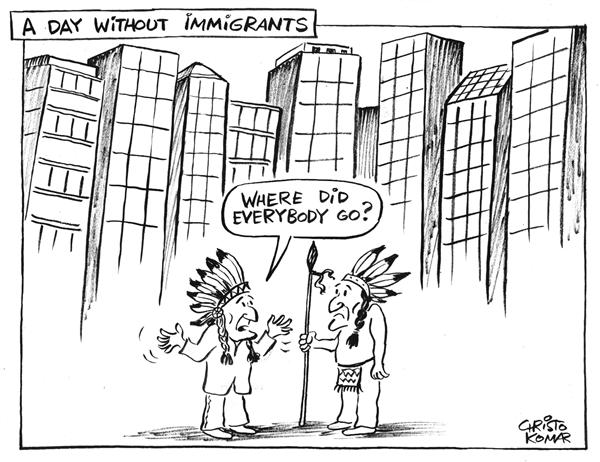 A DAY WITHOUT IMMIGRANTS
WHERE DID
EVERYBODY GO?
CHRISTO
KOMAR